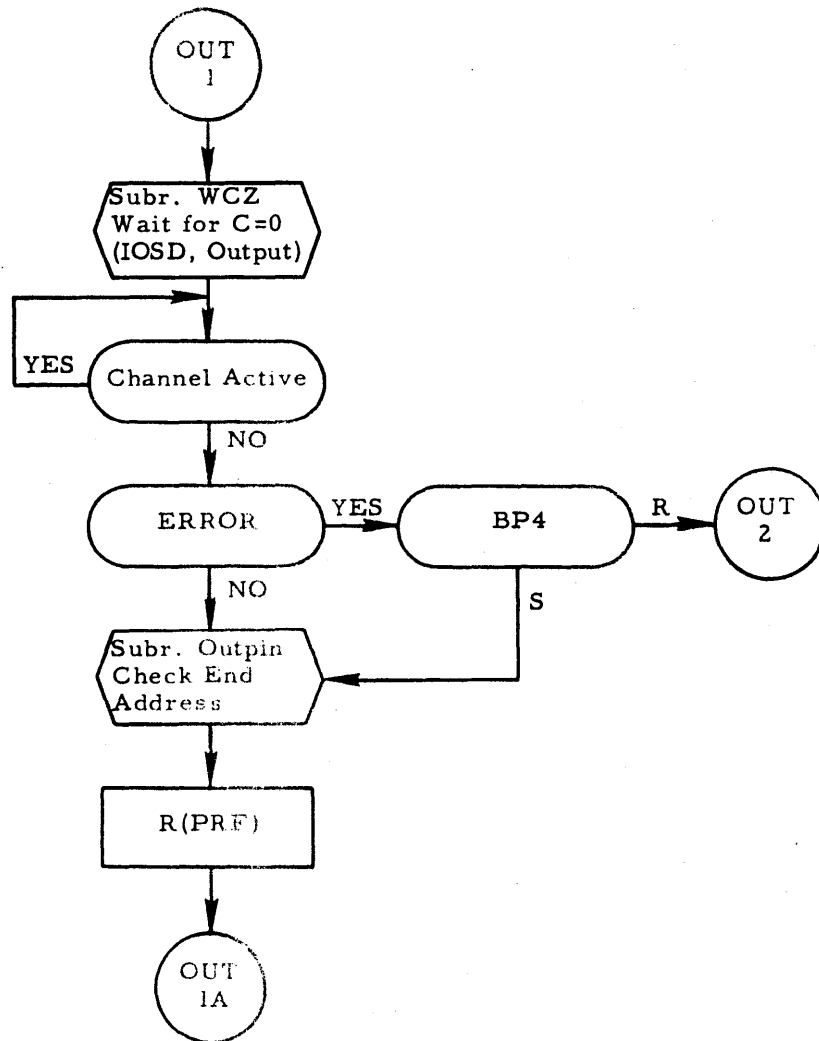 OUT
1
Subr. WCZ
Wait for C=0
(IOSD, Output)
YES
Channel Active
NO
ERROR
YES
BP4
R
OUT
2
NO
S
Subr. Outpin
Check End
Address
R(PRF)
OUT
1A